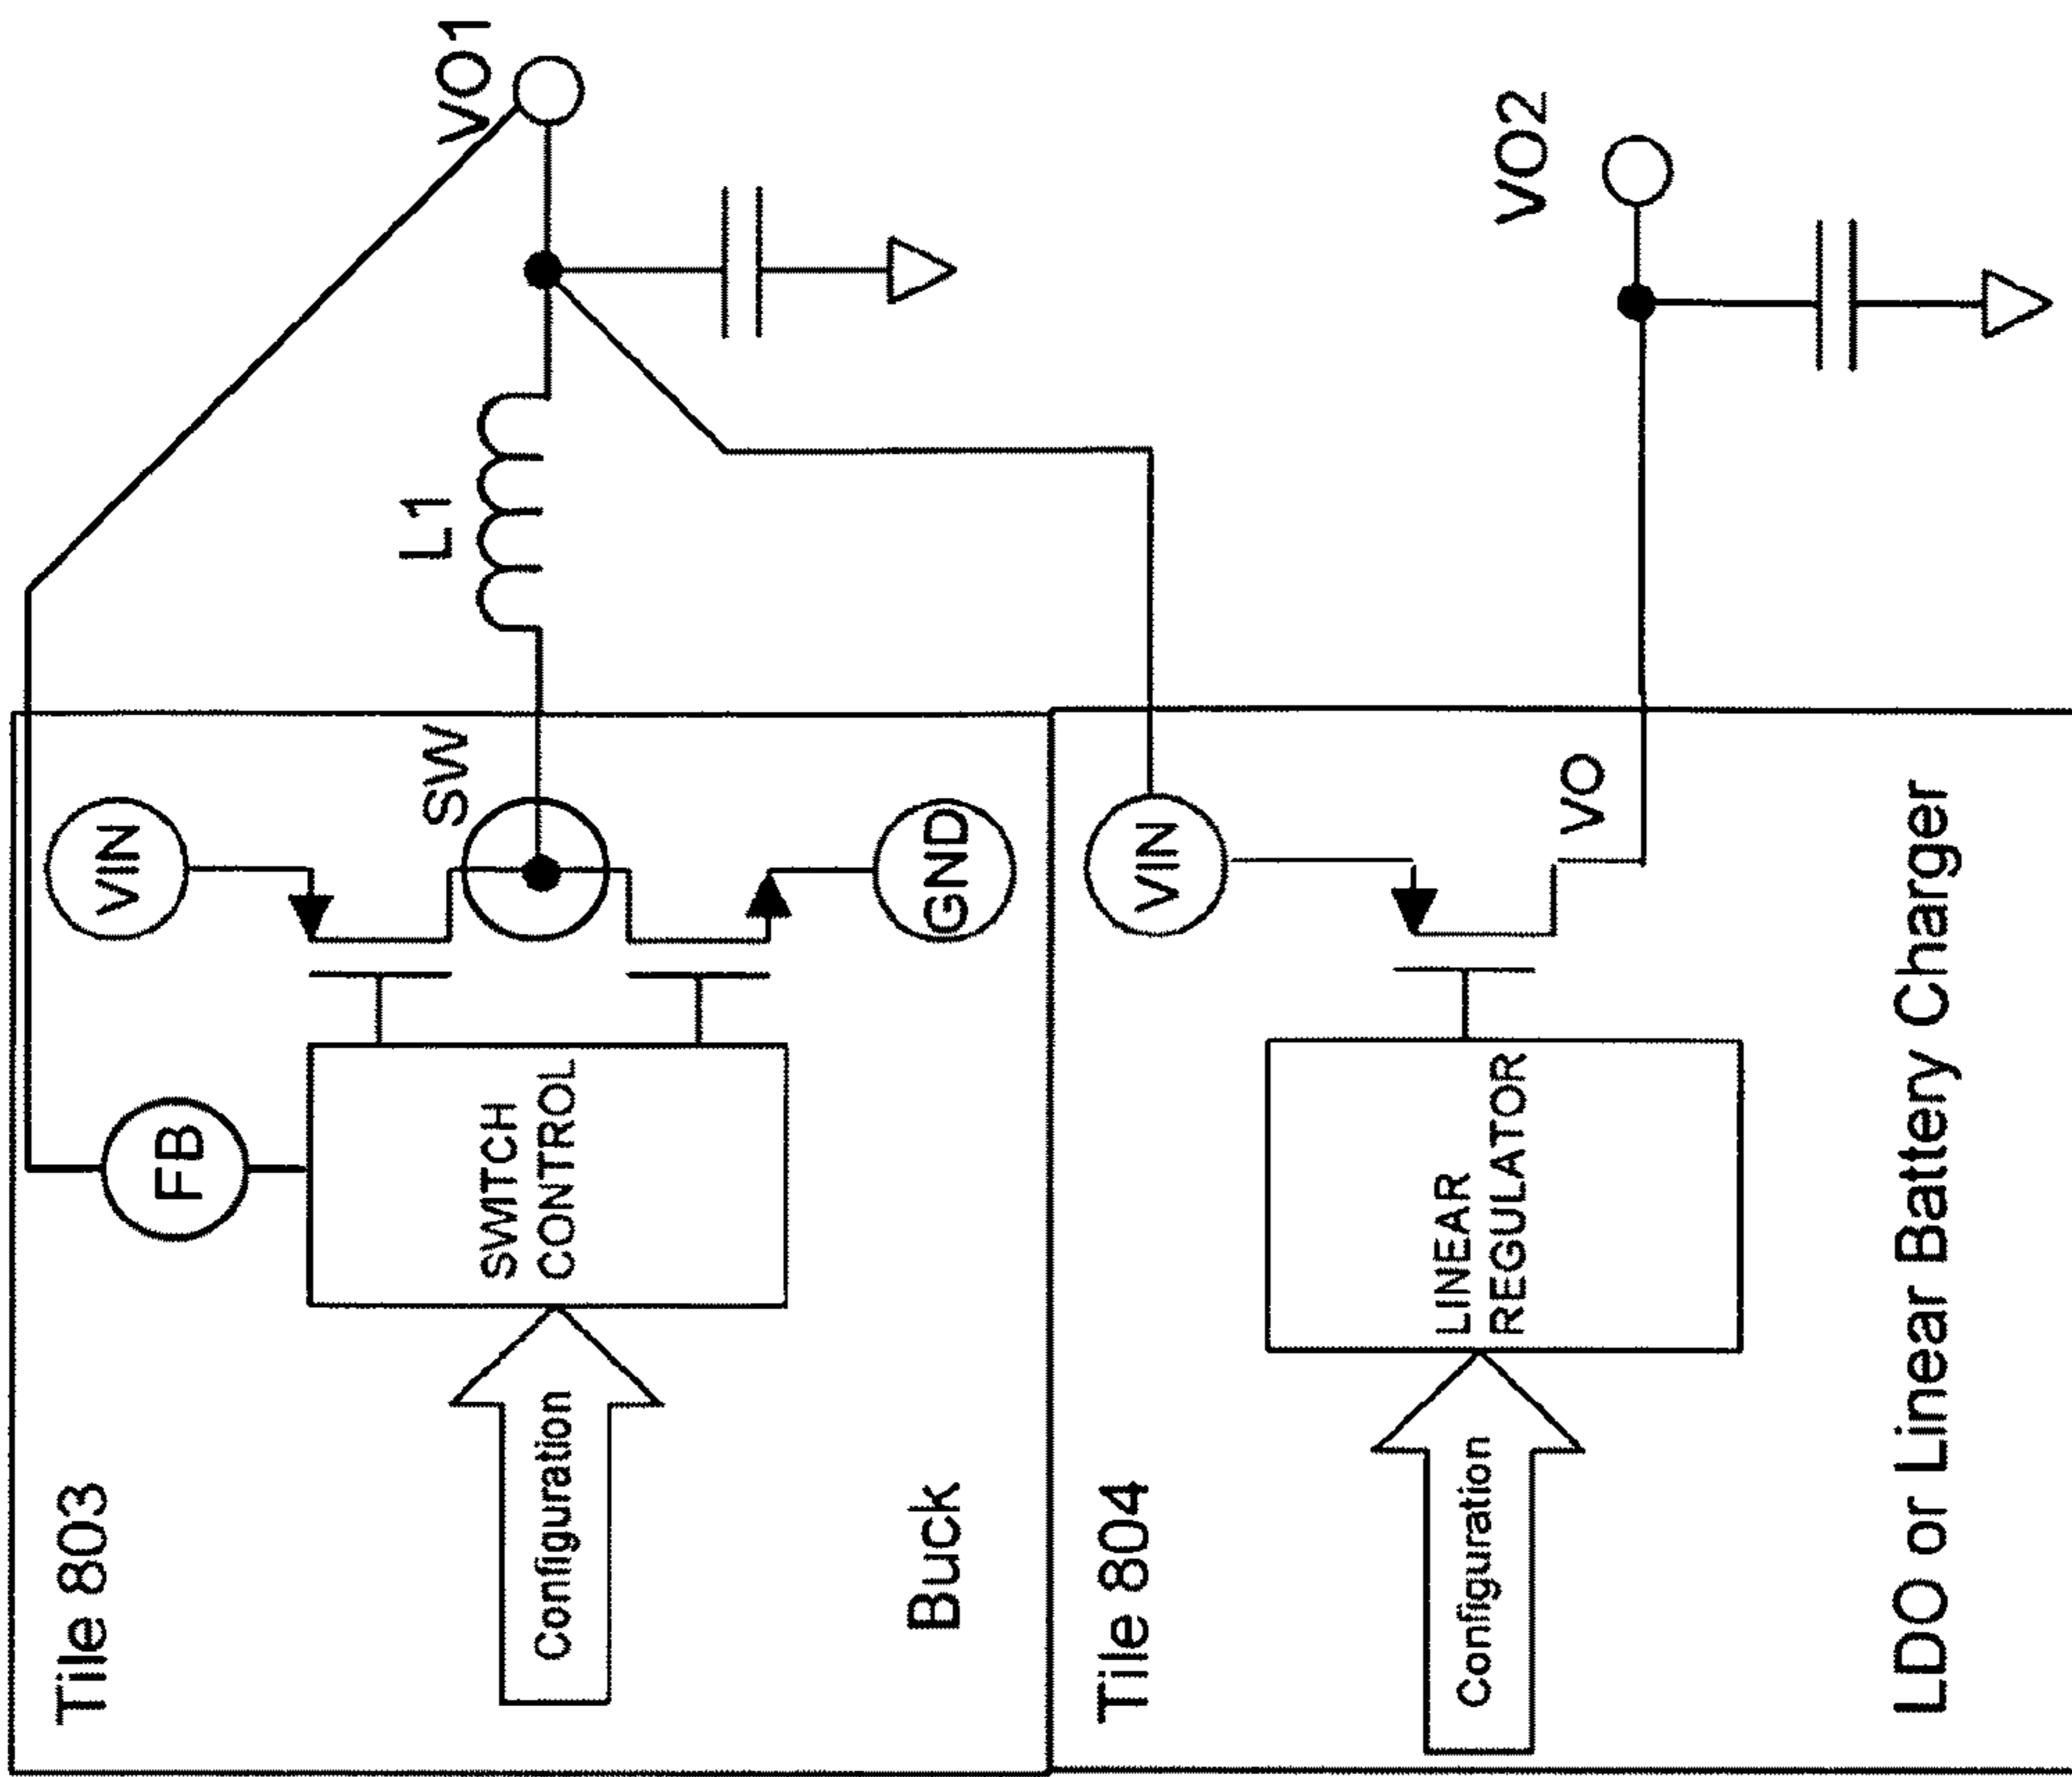 Tile 803
FB
VIN
SWITCH
CONTROL
Configuration
SW
L1
VO1
GND
Buck
Tile 804
VIN
LINEAR
REGULATOR
Configuration
VO
VO2
LDO or Linear Battery Charger